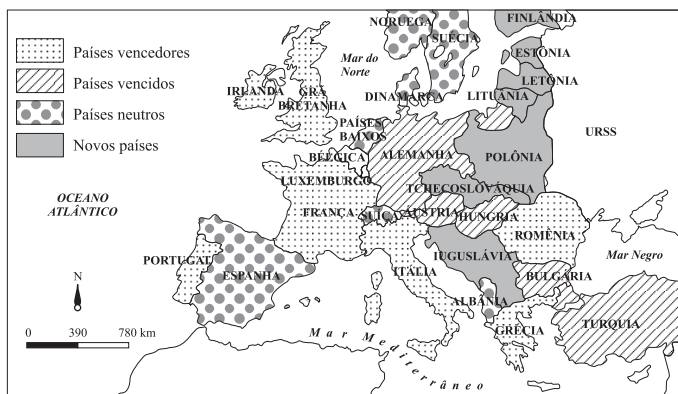 Países vencedores
Países vencidos
Países neutros
Novos países
NORUEGA
SUÉCIA
FINLÂNDIA
ESTÔNIA
LETÔNIA
LITUÂNIA
URSS
Mar do
Norte
IRLANDA
GRÃ
BRETANHA
DINAMARCA
PAÍSES
BAIXOS
BÉLGICA
ALEMANHA
POLÔNIA
LUXEMBURGO
TCHECOSLOVÁQUIA
OCEANO
ATLÂNTICO
FRANÇA
SUÍÇA
ÁUSTRIA
HUNGRIA
ROMÊNIA
IUGUSLÁVIA
Mar Negro
PORTUGAL
ESPANHA
ITÁLIA
BULGÁRIA
ALBÂNIA
GRÉCIA
TURQUIA
N
0 390 780 km
Mar Mediterrâneo